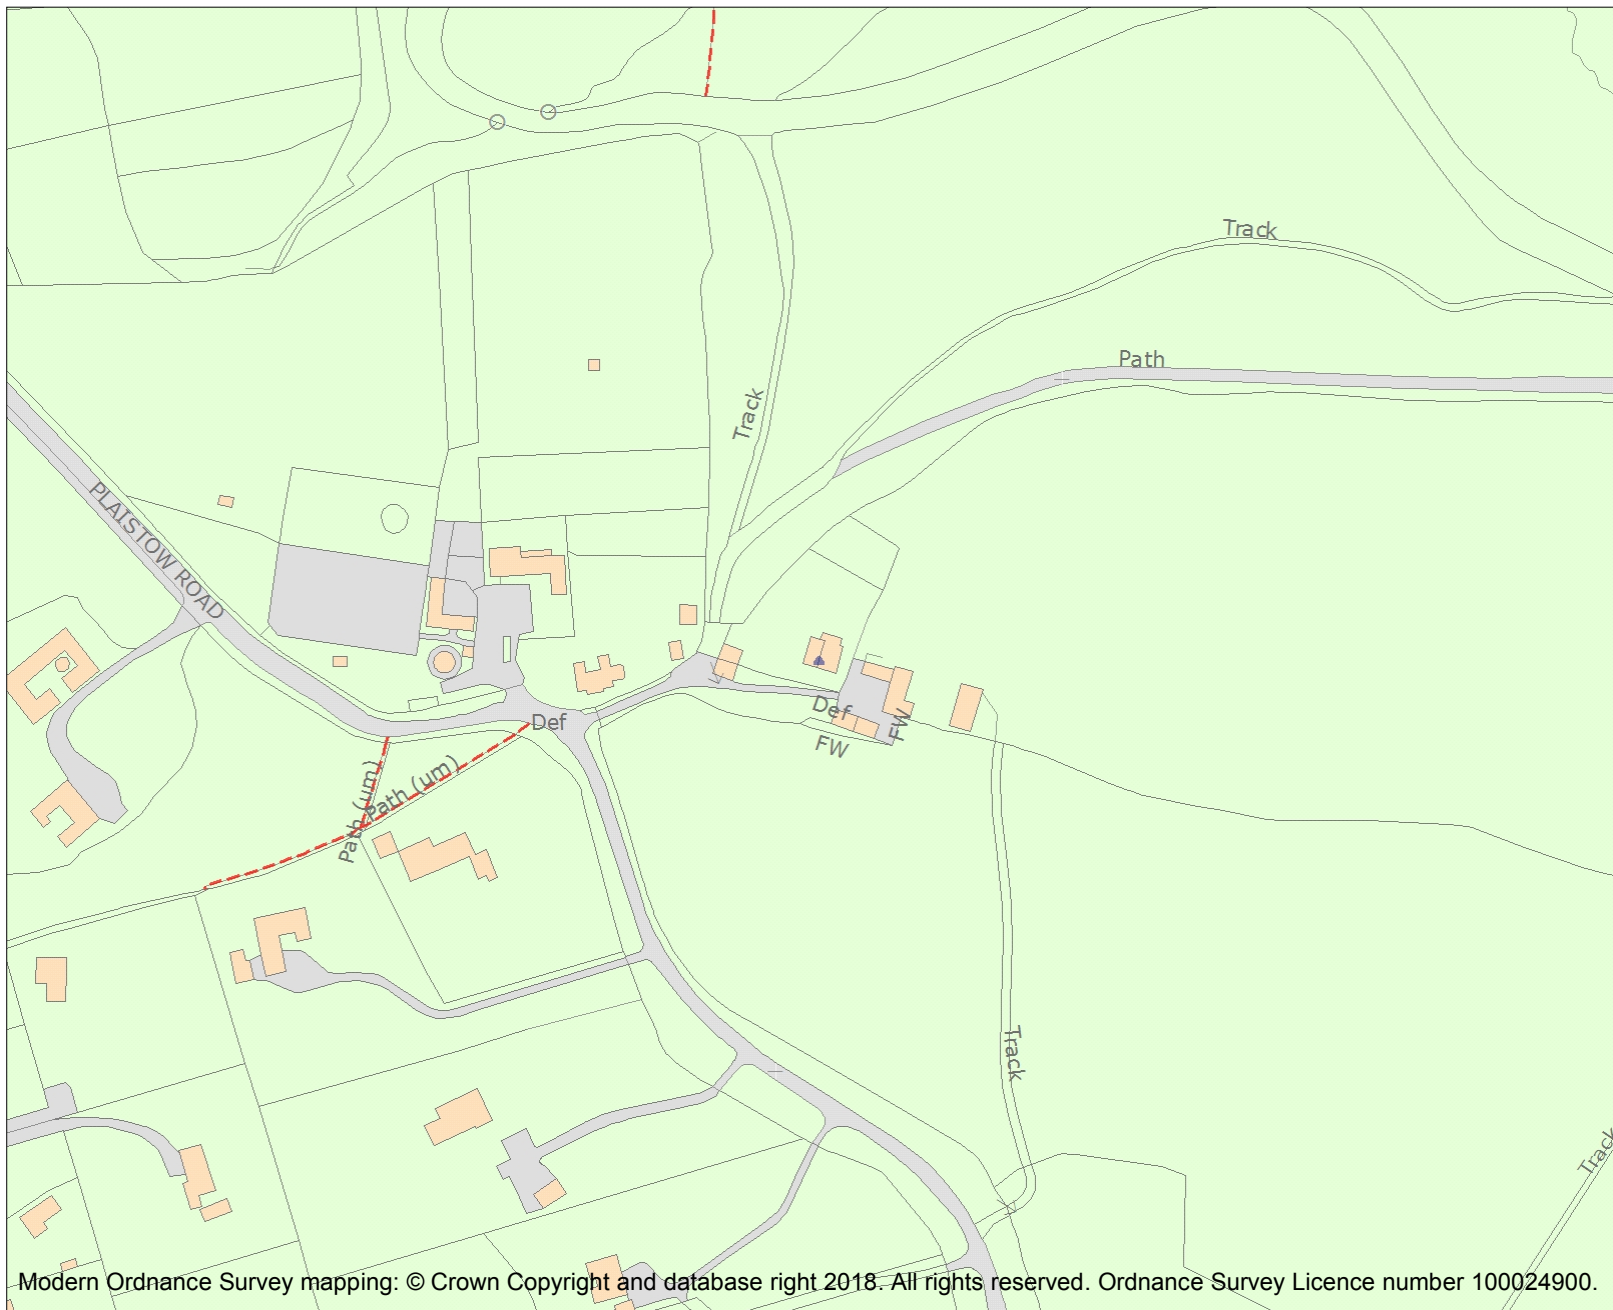 Track
Path
Track
PLAISTOW ROAD
Def
Def
FW
FW
Path (um)
Path (um)
Track
Track
Modern Ordnance Survey mapping: © Crown Copyright and database right 2018. All rights reserved. Ordnance Survey Licence number 100024900.